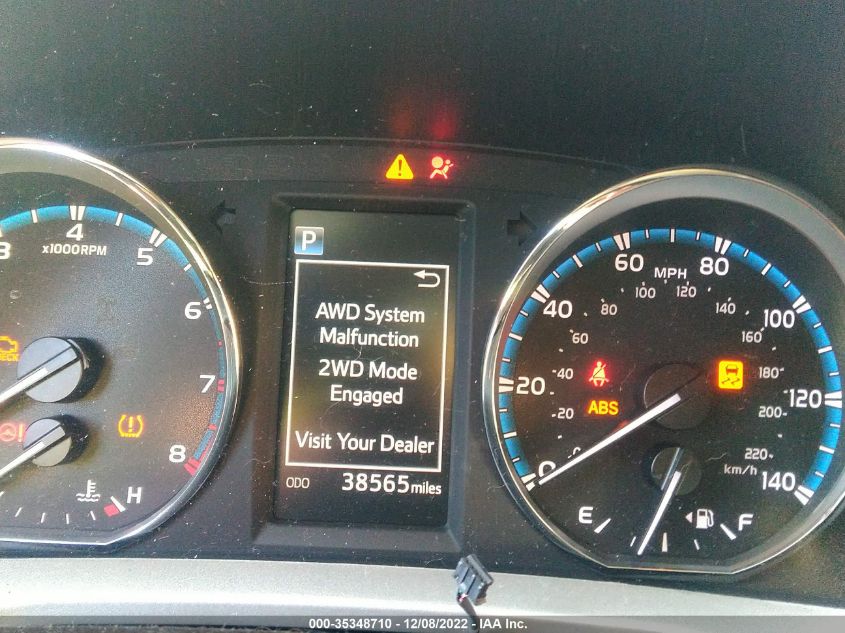 P
AWD System
Malfunction
2WD Mode
Engaged
Visit Your Dealer
ODO 38565 miles
3 4 5 6 7 8
x1000RPM
H
0 20 40 60 80 100 120 140
MPH
20 40 60 80 100 120 140 160 180 200 220
km/h
ABS
E F
000-35348710 - 12/08/2022 - IAA Inc.